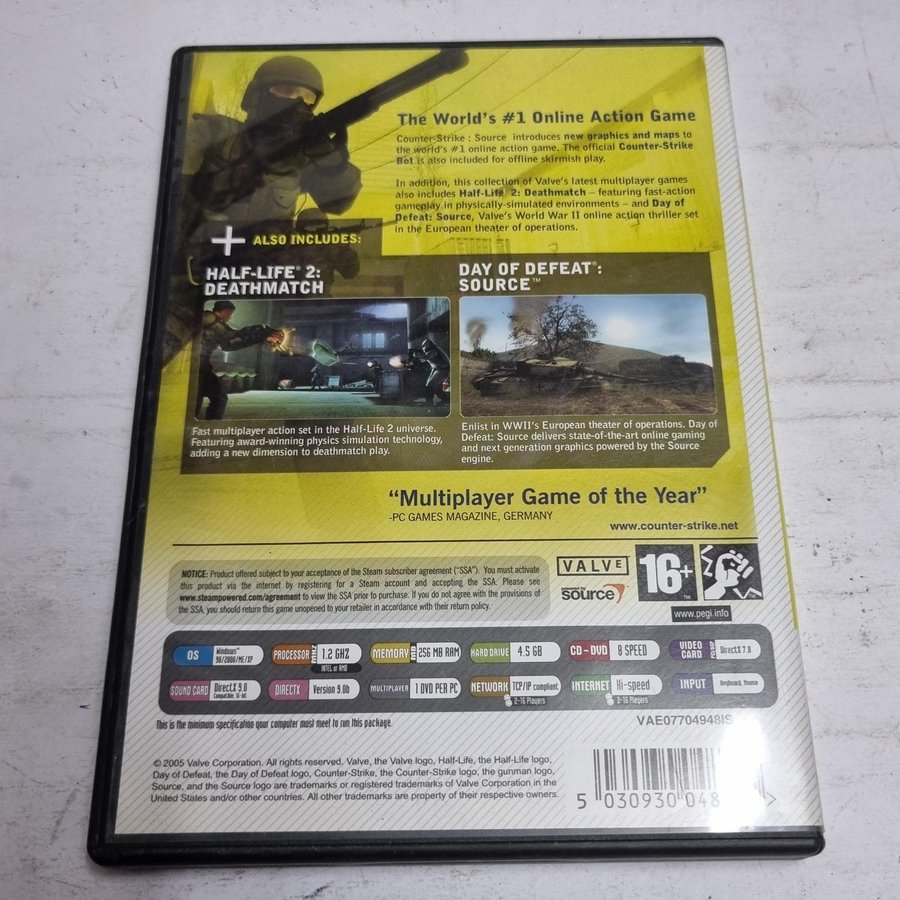 The World's #1 Online Action Game
Counter-Strike : Source introduces new graphics and maps to
the world's #1 online action game. The official Counter-Strike
Bot is also included for offline skirmish play.
In addition, this collection of Valve's latest multiplayer games
also includes Half-Life 2: Deathmatch – featuring fast-action
gameplay in physically-simulated environments – and Day of
Defeat: Source, Valve's World War II online action thriller set
in the European theater of operations.
+ ALSO INCLUDES:
HALF-LIFE® 2:
DEATHMATCH
Fast multiplayer action set in the Half-Life 2 universe.
Featuring award-winning physics simulation technology,
adding a new dimension to deathmatch play.
DAY OF DEFEAT®:
SOURCE™
Enlist in WWII's European theater of operations. Day of
Defeat: Source delivers state-of-the-art online gaming
and next generation graphics powered by the Source
engine.
“Multiplayer Game of the Year”
-PC GAMES MAGAZINE, GERMANY
www.counter-strike.net
NOTICE: Product offered subject to your acceptance of the Steam subscriber agreement ("SSA"). You must activate
this product via the internet by registering for a Steam account and accepting the SSA. Please see
www.steampowered.com/agreement to view the SSA prior to purchase. If you do not agree with the provisions of
the SSA, you should return this game unopened to your retailer in accordance with their return policy.
VALVE
source
16+
™
www.pegi.info
OS Windows® 98/2000/ME/XP
PROCESSOR 1.2 GHZ INTEL or AMD
MEMORY 256 MB RAM
HARD DRIVE 4.5 GB
CD-DVD 8 SPEED
VIDEO CARD DirectX 7.0
SOUND CARD DirectX 9.0
DIRECTX Version 9.0b
MULTIPLAYER 1 DVD PER PC
NETWORK TCP/IP compliant 2-16 Players
INTERNET Hi-speed 2-16 Players
INPUT Keyboard, Mouse
This is the minimum specification your computer must meet to run this package.
VAE07704948IS
© 2005 Valve Corporation. All rights reserved. Valve, the Valve logo, Half-Life, the Half-Life logo,
Day of Defeat, the Day of Defeat logo, Counter-Strike, the Counter-Strike logo, the gunman logo,
Source, and the Source logo are trademarks or registered trademarks of Valve Corporation in the
United States and/or other countries. All other trademarks are property of their respective owners.
5 030930 048